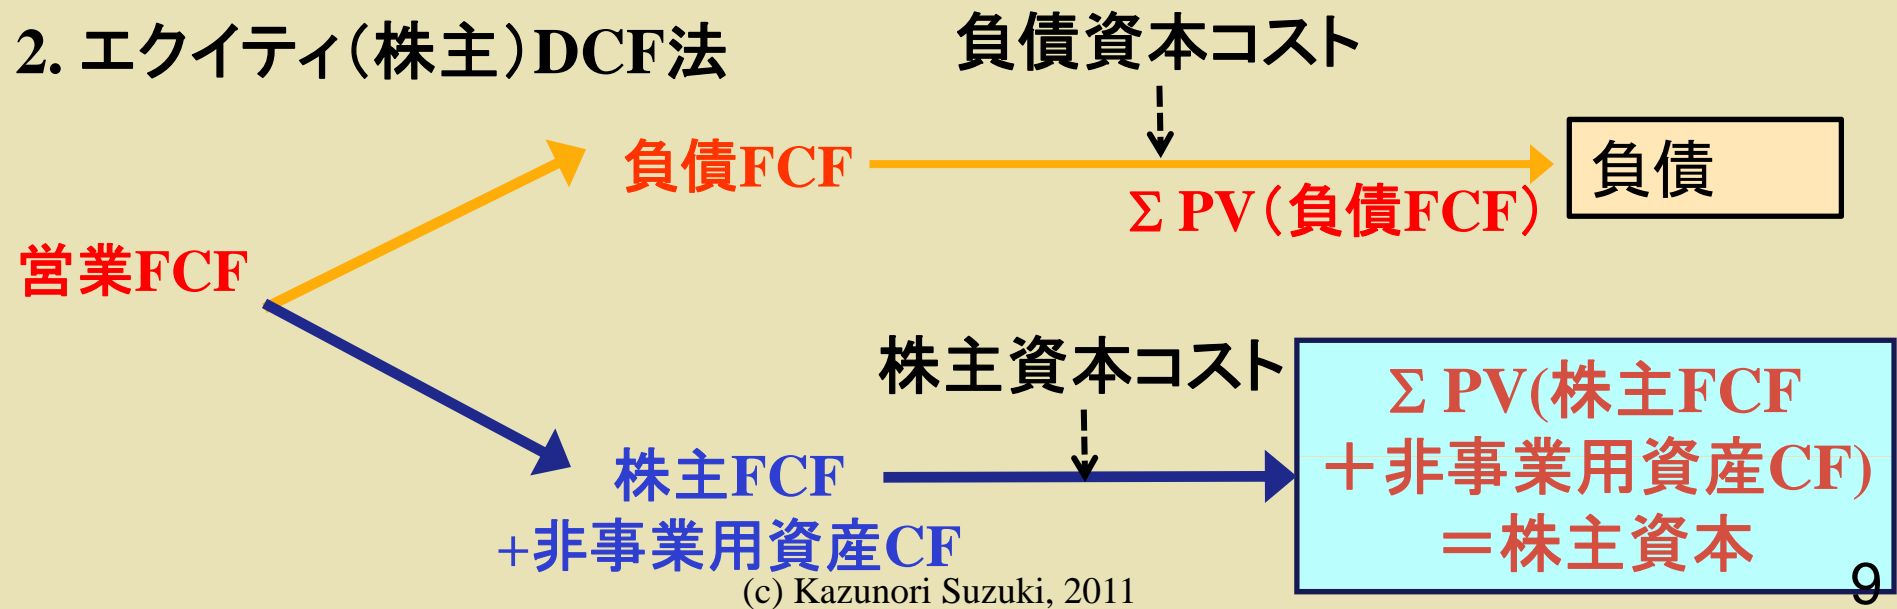 2. エクイティ(株主)DCF法
負債資本コスト
負債FCF
Σ PV(負債FCF)
負債
営業FCF
株主資本コスト
株主FCF
+非事業用資産CF
Σ PV(株主FCF
+非事業用資産CF)
=株主資本
(c) Kazunori Suzuki, 2011
9